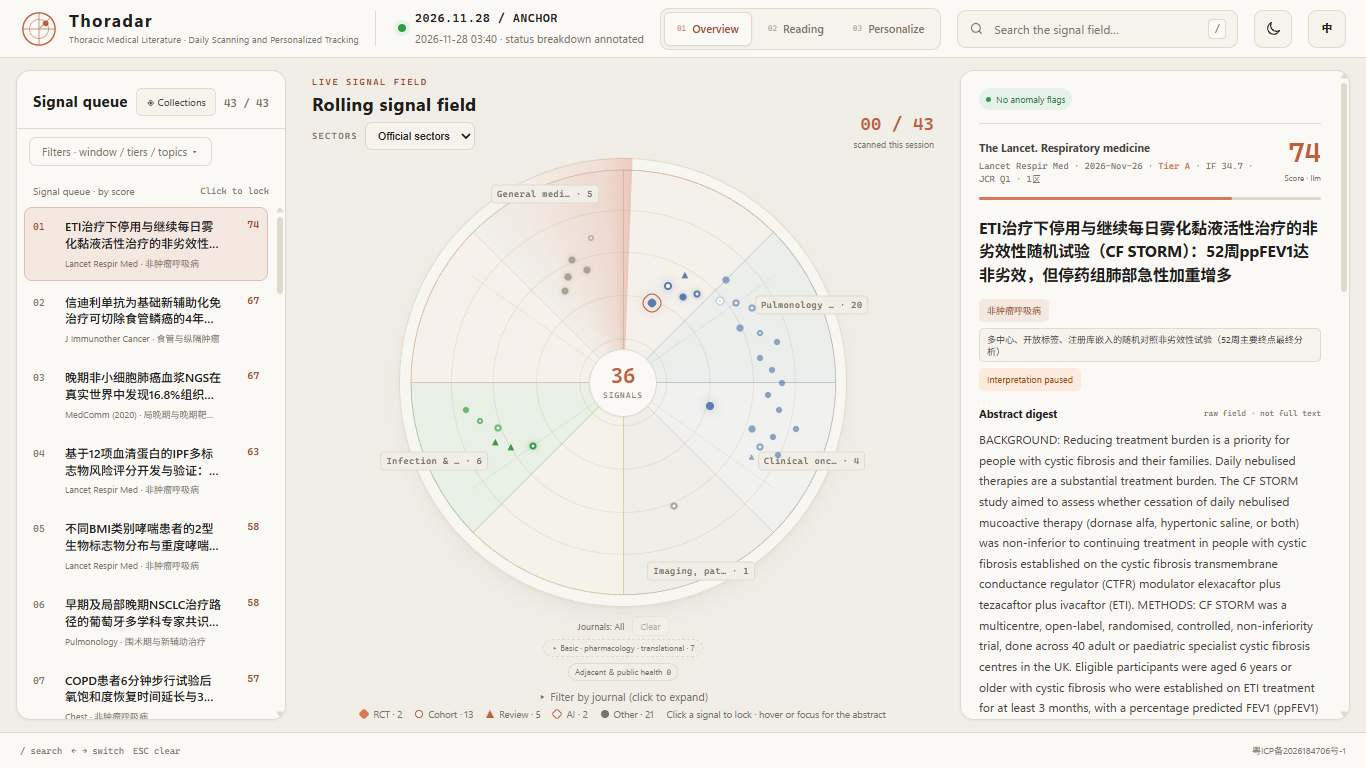 Thoradar
Thoracic Medical Literature · Daily Scanning and Personalized Tracking
2026.11.28 / ANCHOR
2026-11-28 03:40 · status breakdown annotated
01 Overview
02 Reading
03 Personalize
Search the signal field...
/
中
Signal queue
◈ Collections
43 / 43
Filters · window / tiers / topics
Signal queue · by score
Click to lock
01
ETI治疗下停用与继续每日雾
化黏液活性治疗的非劣效性...
74
Lancet Respir Med · 非肿瘤呼吸病
02
信迪利单抗为基础新辅助化免
治疗可切除食管鳞癌的4年...
67
J Immunother Cancer · 食管与纵隔肿瘤
03
晚期非小细胞肺癌血浆NGS在
真实世界中发现16.8%组织...
67
MedComm (2020) · 局晚期与晚期靶...
04
基于12项血清蛋白的IPF多标
志物风险评分开发与验证：...
63
Lancet Respir Med · 非肿瘤呼吸病
05
不同BMI类别哮喘患者的2型
生物标志物分布与重度哮喘...
58
Lancet Respir Med · 非肿瘤呼吸病
06
早期及局部晚期NSCLC治疗路
径的葡萄牙多学科专家共识...
58
Pulmonology · 围术期与新辅助治疗
07
COPD患者6分钟步行试验后
氧饱和度恢复时间延长与3...
57
Chest · 非肿瘤呼吸病
LIVE SIGNAL FIELD
Rolling signal field
SECTORS
Official sectors
00 / 43
scanned this session
General medi… · 5
Pulmonology … · 20
36
SIGNALS
Infection & … · 6
Clinical onc… · 4
Imaging, pat… · 1
Journals: All
Clear
Basic · pharmacology · translational · 7
Adjacent & public health 0
Filter by journal (click to expand)
RCT · 2
Cohort · 13
Review · 5
AI · 2
Other · 21
Click a signal to lock · hover or focus for the abstract
No anomaly flags
The Lancet. Respiratory medicine
74
Lancet Respir Med · 2026-Nov-26 · Tier A · IF 34.7 ·
JCR Q1 · 1区
Score · llm
ETI治疗下停用与继续每日雾化黏液活性治疗的非
劣效性随机试验（CF STORM）：52周ppFEV1达
非劣效，但停药组肺部急性加重增多
非肿瘤呼吸病
多中心、开放标签、注册库嵌入的随机对照非劣效性试验（52周主要终点最终分
析）
Interpretation paused
Abstract digest
raw field · not full text
BACKGROUND: Reducing treatment burden is a priority for
people with cystic fibrosis and their families. Daily nebulised
therapies are a substantial treatment burden. The CF STORM
study aimed to assess whether cessation of daily nebulised
mucoactive therapy (dornase alfa, hypertonic saline, or both)
was non-inferior to continuing treatment in people with cystic
fibrosis established on the cystic fibrosis transmembrane
conductance regulator (CFTR) modulator elexacaftor plus
tezacaftor plus ivacaftor (ETI). METHODS: CF STORM was a
multicentre, open-label, randomised, controlled, non-inferiority
trial, done across 40 adult or paediatric specialist cystic fibrosis
centres in the UK. Eligible participants were aged 6 years or
older with cystic fibrosis who were established on ETI treatment
for at least 3 months, with a percentage predicted FEV1 (ppFEV1)
/ search ← → switch ESC clear
粤ICP备2026184706号-1